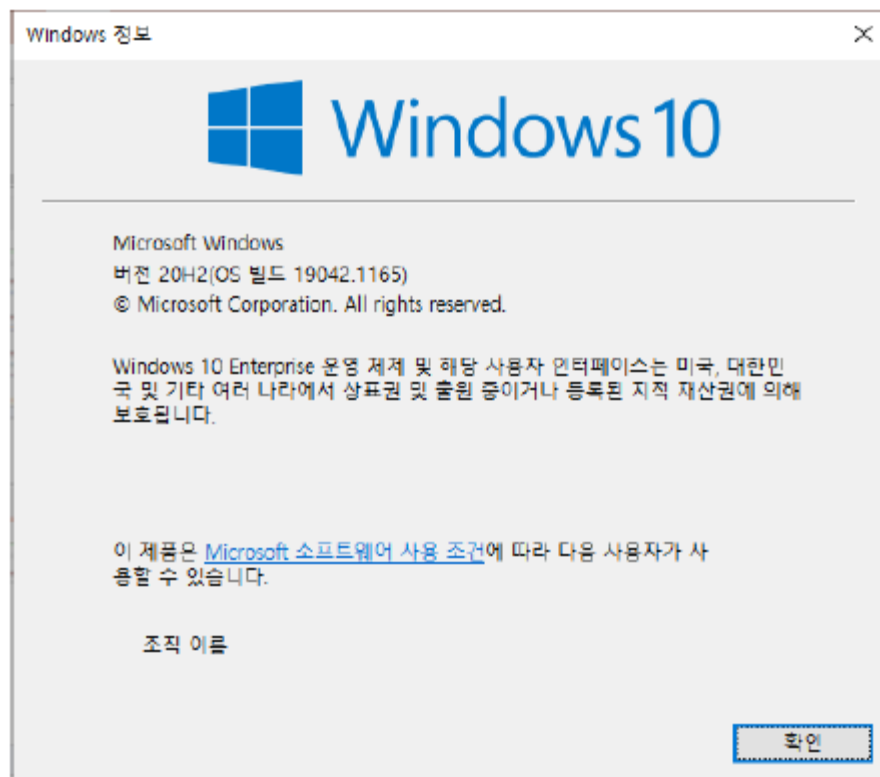 Windows 정보
Windows 10
Microsoft Windows
버전 20H2(OS 빌드 19042.1165)
© Microsoft Corporation. All rights reserved.
Windows 10 Enterprise 운영 체제 및 해당 사용자 인터페이스는 미국, 대한민
국 및 기타 여러 나라에서 상표권 및 출원 중이거나 등록된 지적 재산권에 의해
보호됩니다.
이 제품은 Microsoft 소프트웨어 사용 조건에 따라 다음 사용자가 사
용할 수 있습니다.
조직 이름
확인